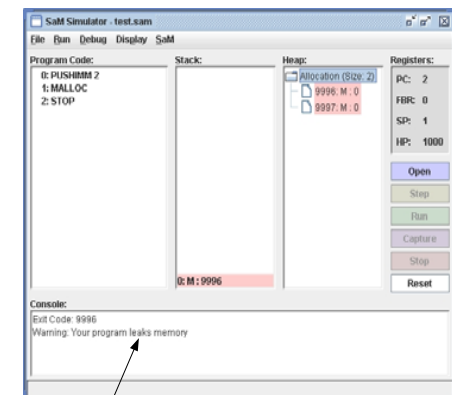 SaM Simulator - test.sam
File Run Debug Display SaM
Program Code: Stack: Heap: Registers:
0: PUSHIMM 2
1: MALLOC
2: STOP
0: M : 9996
Allocation (Size: 2)
9996: M : 0
9997: M : 0
PC: 2
FBR: 0
SP: 1
HP: 1000
Open
Step
Run
Capture
Stop
Reset
Console:
Exit Code: 9996
Warning: Your program leaks memory